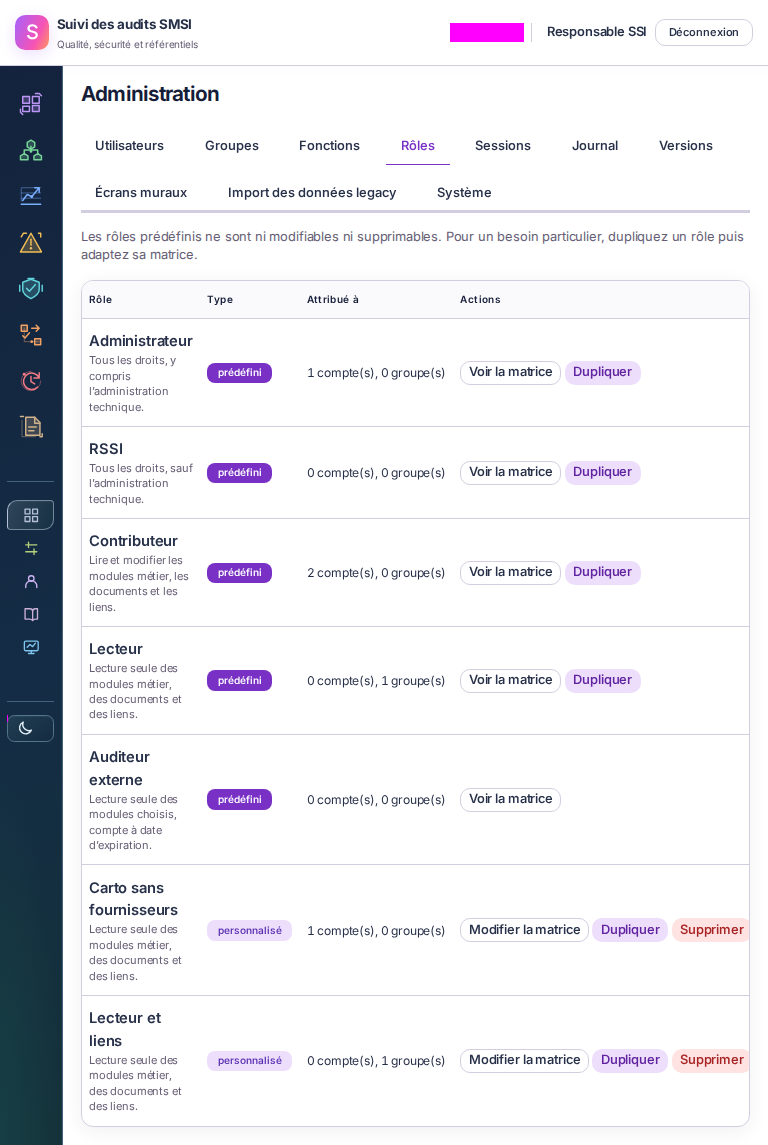 S
Suivi des audits SMSI
Qualité, sécurité et référentiels
Responsable SSI
Déconnexion
Administration
Utilisateurs Groupes Fonctions Rôles Sessions Journal Versions
Écrans muraux Import des données legacy Système
Les rôles prédéfinis ne sont ni modifiables ni supprimables. Pour un besoin particulier, dupliquez un rôle puis
adaptez sa matrice.
Rôle Type Attribué à Actions
Administrateur
Tous les droits, y
compris
l'administration
technique.
prédéfini
1 compte(s), 0 groupe(s)
Voir la matrice Dupliquer
RSSI
Tous les droits, sauf
l'administration
technique.
prédéfini
0 compte(s), 0 groupe(s)
Voir la matrice Dupliquer
Contributeur
Lire et modifier les
modules métier, les
documents et les
liens.
prédéfini
2 compte(s), 0 groupe(s)
Voir la matrice Dupliquer
Lecteur
Lecture seule des
modules métier,
des documents et
des liens.
prédéfini
0 compte(s), 1 groupe(s)
Voir la matrice Dupliquer
Auditeur
externe
Lecture seule des
modules choisis,
compte à date
d'expiration.
prédéfini
0 compte(s), 0 groupe(s)
Voir la matrice
Carto sans
fournisseurs
Lecture seule des
modules métier,
des documents et
des liens.
personnalisé
1 compte(s), 0 groupe(s)
Modifier la matrice Dupliquer Supprimer
Lecteur et
liens
Lecture seule des
modules métier,
des documents et
des liens.
personnalisé
0 compte(s), 1 groupe(s)
Modifier la matrice Dupliquer Supprimer